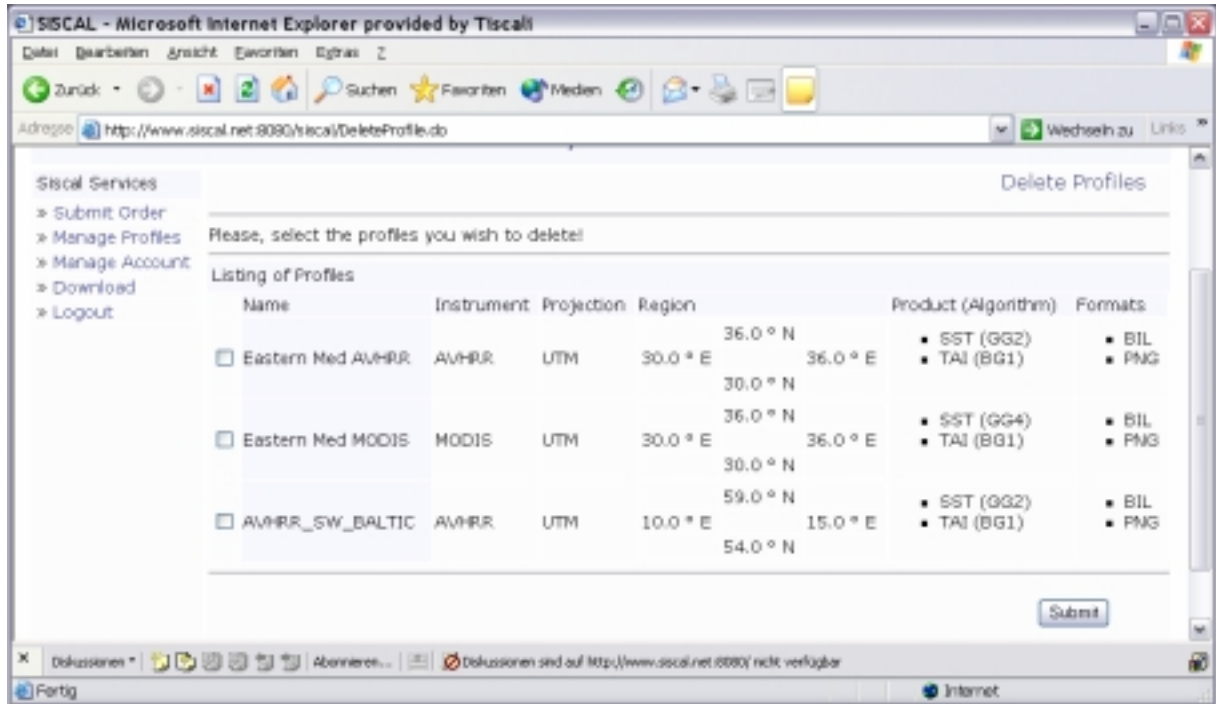 SISCAL - Microsoft Internet Explorer provided by Tiscali
Datei Bearbeiten Ansicht Favoriten Extras ?
Zurück Suchen Favoriten Medien
Adresse http://www.siscal.net:8080/siscal/DeleteProfile.do Wechseln zu Links »
Siscal Services
Delete Profiles
» Submit Order
» Manage Profiles
» Manage Account
» Download
» Logout
Please, select the profiles you wish to delete!
Listing of Profiles
Name Instrument Projection Region Product (Algorithm) Formats
36.0 ° N
Eastern Med AVHRR AVHRR UTM 30.0 ° E 36.0 ° E
30.0 ° N
▪ SST (GG2)
▪ TAI (BG1)
▪ BIL
▪ PNG
36.0 ° N
Eastern Med MODIS MODIS UTM 30.0 ° E 36.0 ° E
30.0 ° N
▪ SST (GG4)
▪ TAI (BG1)
▪ BIL
▪ PNG
59.0 ° N
AVHRR_SW_BALTIC AVHRR UTM 10.0 ° E 15.0 ° E
54.0 ° N
▪ SST (GG2)
▪ TAI (BG1)
▪ BIL
▪ PNG
Submit
× Diskussionen Abonnieren... Diskussionen sind auf http://www.siscal.net:8080/ nicht verfügbar
Fertig Internet